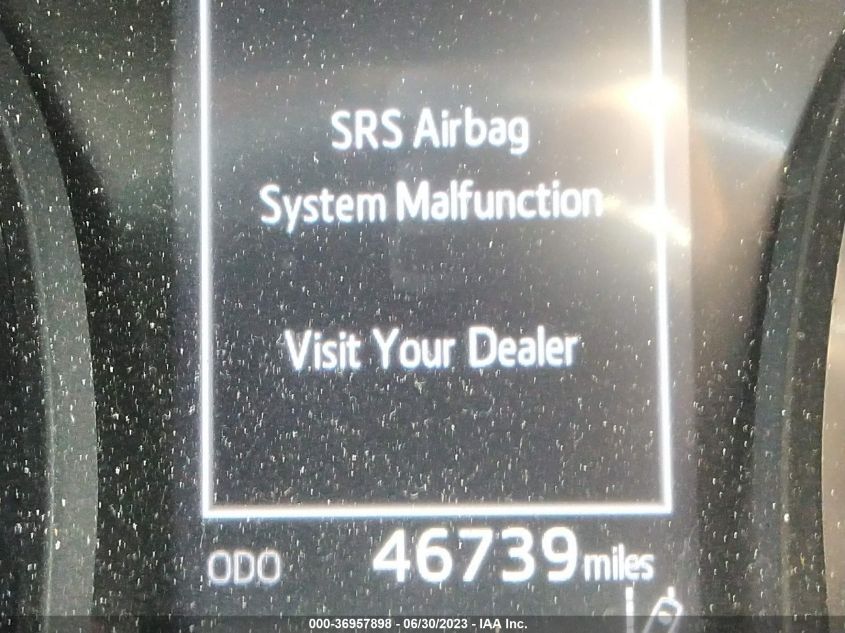 SRS Airbag
System Malfunction
Visit Your Dealer
ODO 46739 miles
000-36957898 - 06/30/2023 - IAA Inc.